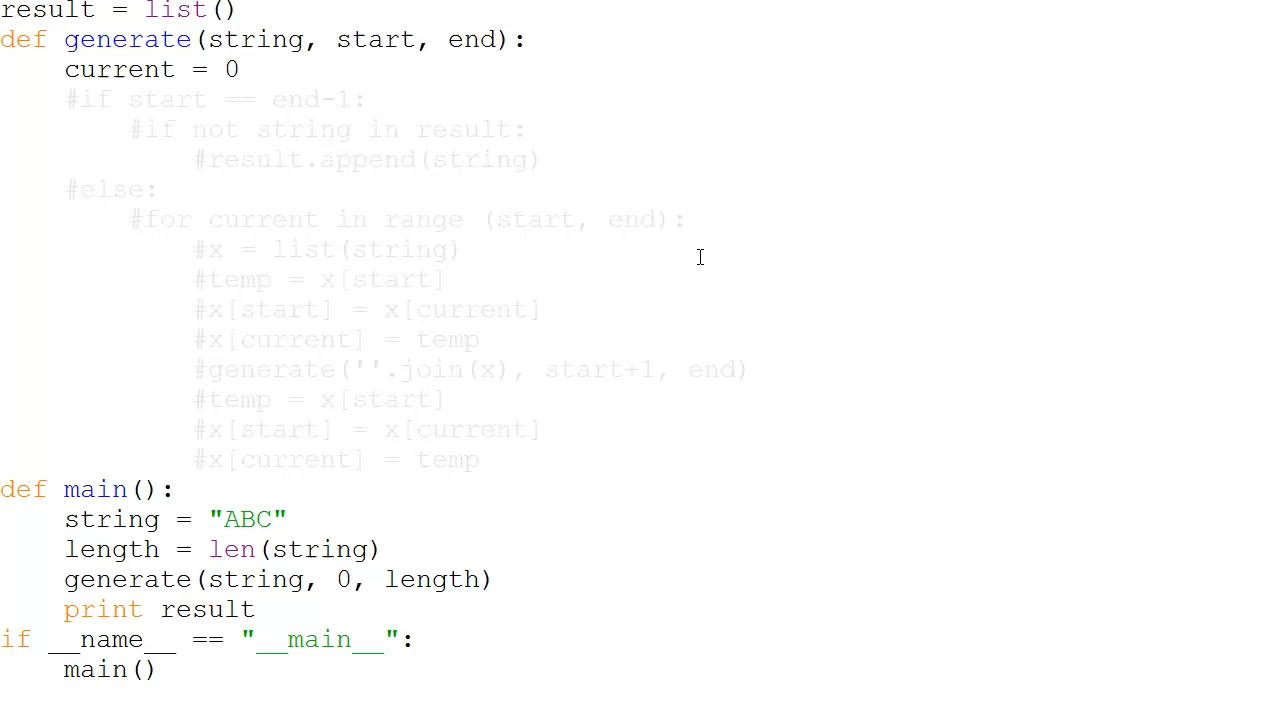 result = list()
def generate(string, start, end):
    current = 0
    #if start == end-1:
        #if not string in result:
            #result.append(string)
    #else:
        #for current in range (start, end):
            #x = list(string)
            #temp = x[start]
            #x[start] = x[current]
            #x[current] = temp
            #generate(''.join(x), start+1, end)
            #temp = x[start]
            #x[start] = x[current]
            #x[current] = temp
def main():
    string = "ABC"
    length = len(string)
    generate(string, 0, length)
    print result
if __name__ == "__main__":
    main()